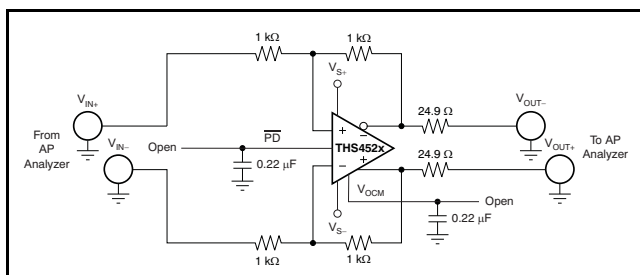 1 kΩ 1 kΩ
V_S+
V_IN+
24.9 Ω
V_OUT−
V_IN−
From
AP
Analyzer
Open
PD
+ −
THS452x
− +
To AP
Analyzer
V_OUT+
24.9 Ω
0.22 µF
V_OCM
Open
0.22 µF
V_S−
1 kΩ 1 kΩ